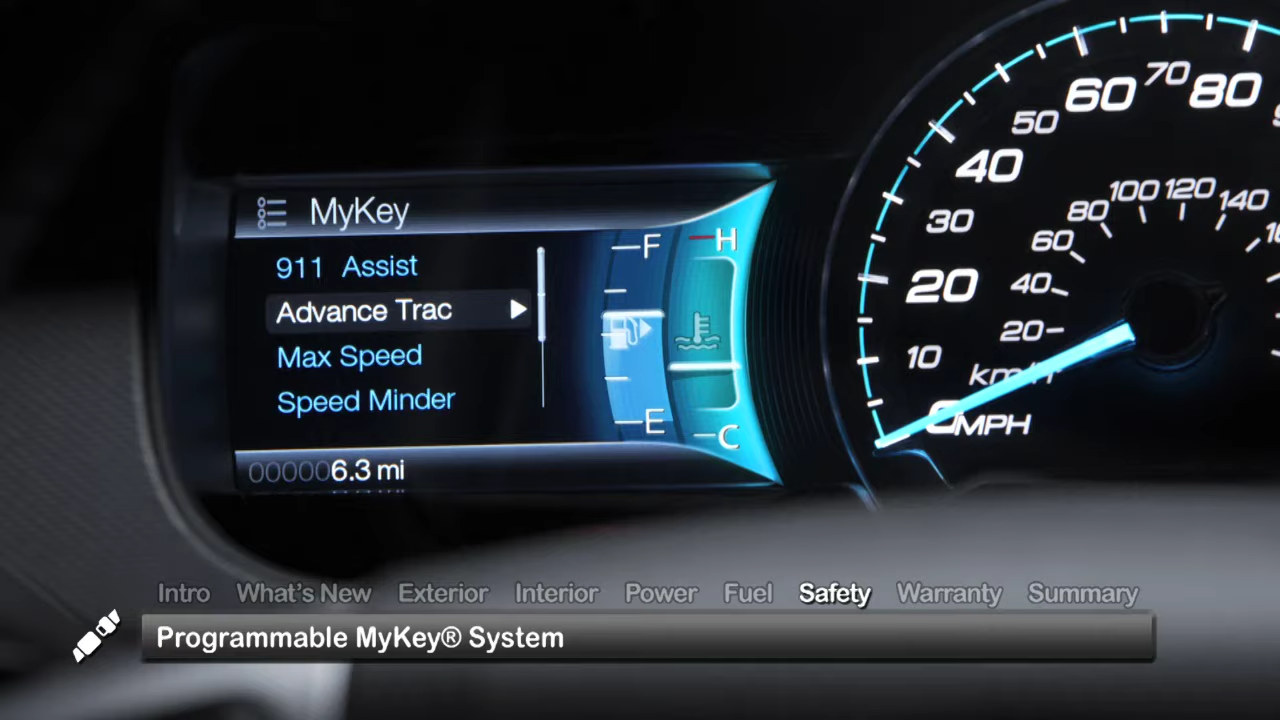 MyKey
911 Assist
Advance Trac
Max Speed
Speed Minder
000006.3 mi
F
E
H
C
10
20
30
40
50
60
70
80
20
40
60
80
100
120
140
km/h
0
MPH
Intro What's New Exterior Interior Power Fuel Safety Warranty Summary
Programmable MyKey® System